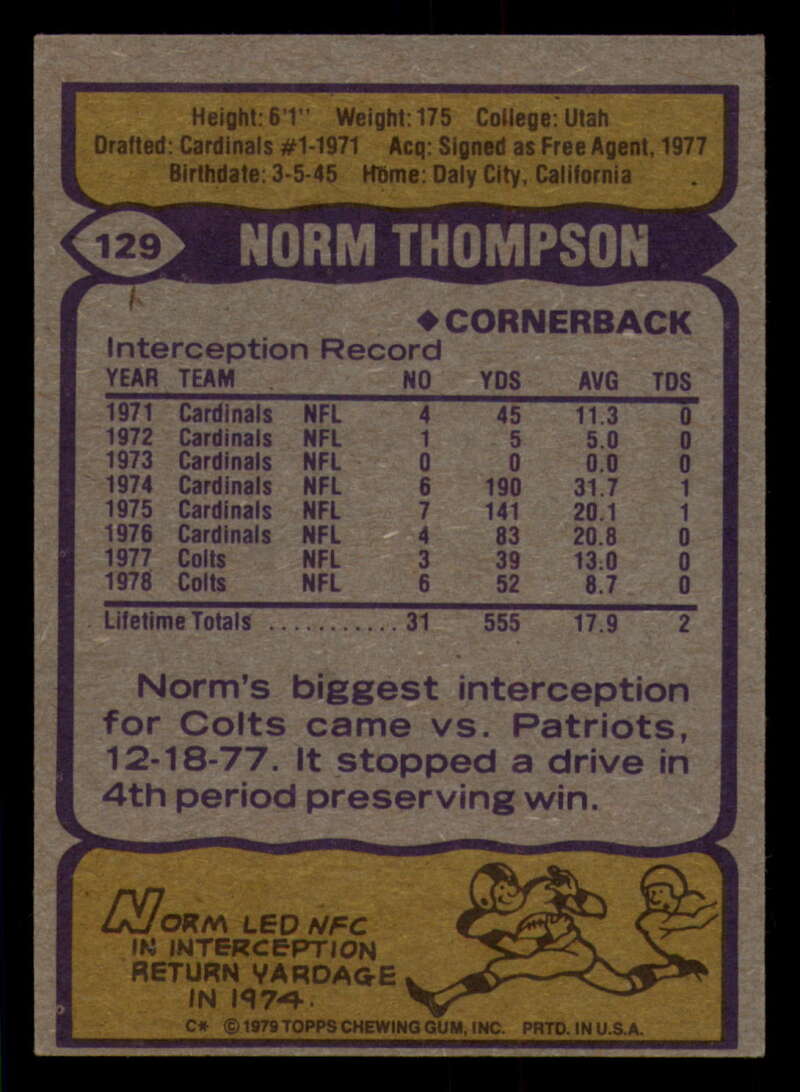 Height: 6'1" Weight: 175 College: Utah
Drafted: Cardinals #1-1971 Acq: Signed as Free Agent, 1977
Birthdate: 3-5-45 Home: Daly City, California
129 NORM THOMPSON
◆CORNERBACK
Interception Record
YEAR TEAM NO YDS AVG TDS
1971 Cardinals NFL 4 45 11.3 0
1972 Cardinals NFL 1 5 5.0 0
1973 Cardinals NFL 0 0 0.0 0
1974 Cardinals NFL 6 190 31.7 1
1975 Cardinals NFL 7 141 20.1 1
1976 Cardinals NFL 4 83 20.8 0
1977 Colts NFL 3 39 13.0 0
1978 Colts NFL 6 52 8.7 0
Lifetime Totals ........... 31 555 17.9 2
Norm's biggest interception
for Colts came vs. Patriots,
12-18-77. It stopped a drive in
4th period preserving win.
NORM LED NFC
IN INTERCEPTION
RETURN YARDAGE
IN 1974.
C* © 1979 TOPPS CHEWING GUM, INC. PRTD. IN U.S.A.